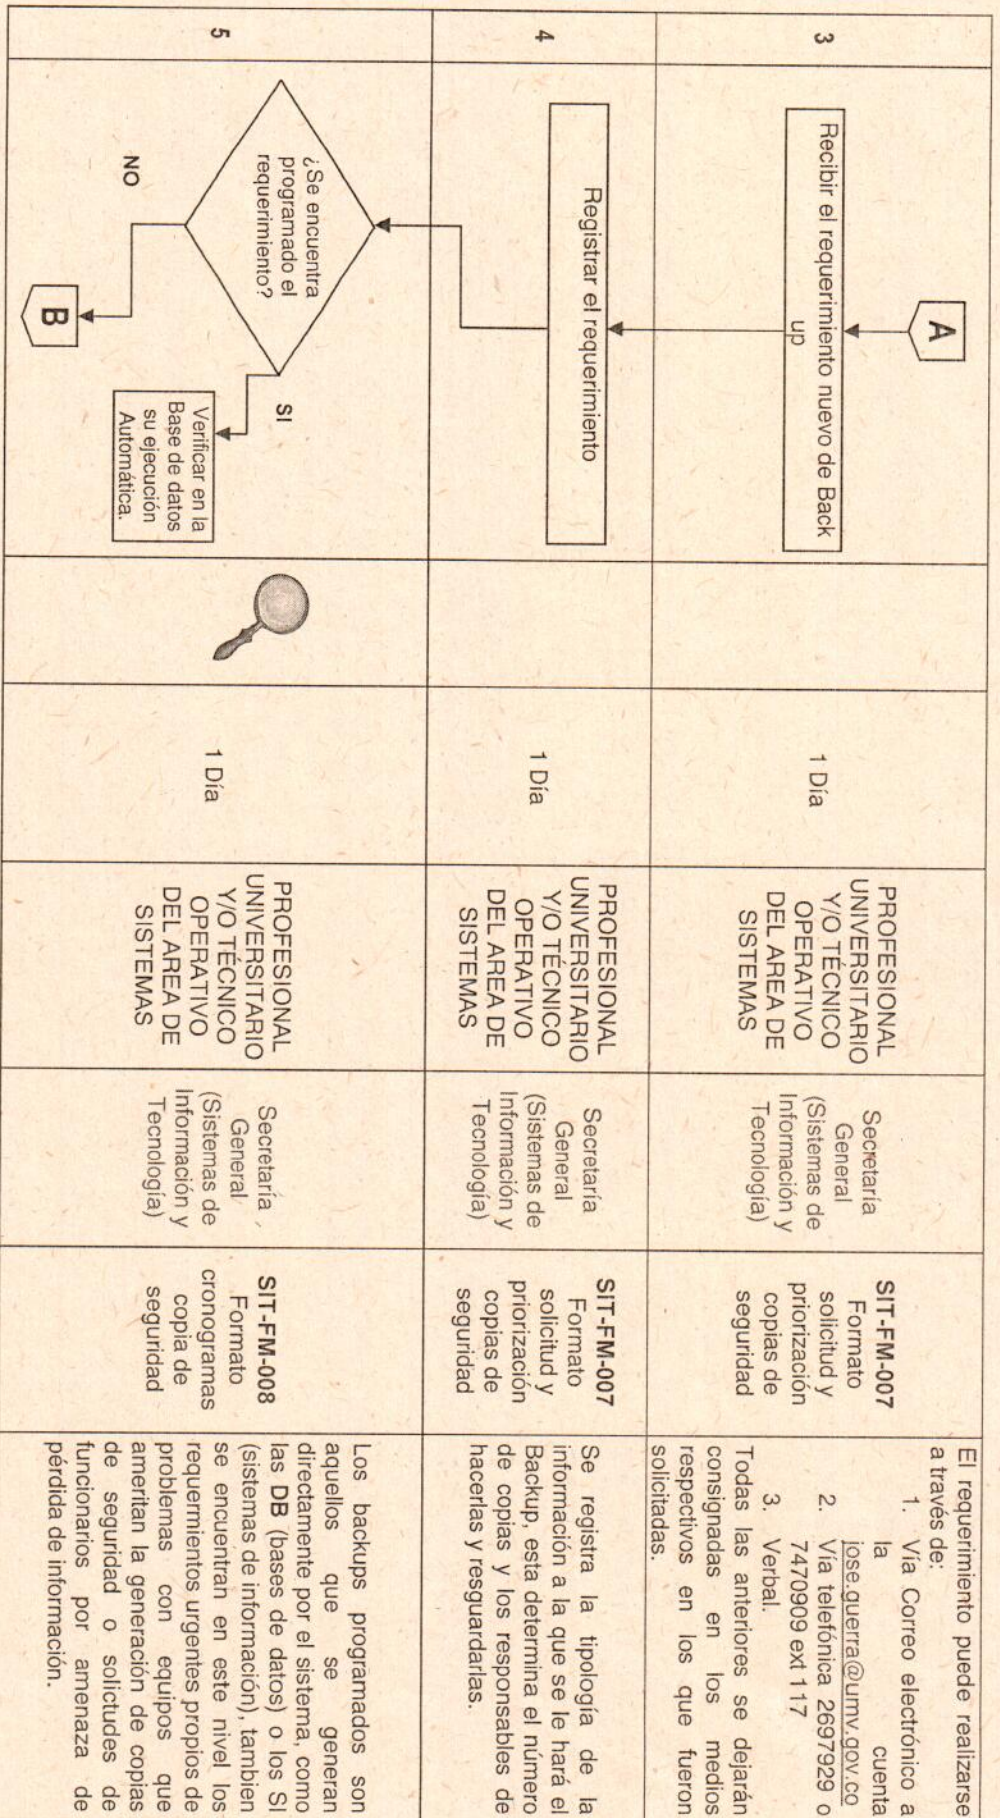 3
A
Recibir el requerimiento nuevo de Back
up
1 Día
PROFESIONAL
UNIVERSITARIO
Y/O TÉCNICO
OPERATIVO
DEL AREA DE
SISTEMAS
Secretaría
General
(Sistemas de
Información y
Tecnología)
SIT-FM-007
Formato
solicitud y
priorización
copias de
seguridad
El requerimiento puede realizarse
a través de:
1. Vía Correo electrónico a
la cuenta
jose.guerra@umv.gov.co
2. Vía telefónica 2697929 o
7470909 ext 117
3. Verbal.
Todas las anteriores se dejarán
consignadas en los medios
respectivos en los que fueron
solicitadas.
4
Registrar el requerimiento
1 Día
PROFESIONAL
UNIVERSITARIO
Y/O TÉCNICO
OPERATIVO
DEL AREA DE
SISTEMAS
Secretaría
General
(Sistemas de
Información y
Tecnología)
SIT-FM-007
Formato
solicitud y
priorización
copias de
seguridad
Se registra la tipología de la
información a la que se le hará el
Backup, esta determina el número
de copias y los responsables de
hacerlas y resguardarlas.
5
¿Se encuentra
programado el
requerimiento?
SI
NO
Verificar en la
Base de datos
su ejecución
Automática.
B
1 Día
PROFESIONAL
UNIVERSITARIO
Y/O TÉCNICO
OPERATIVO
DEL AREA DE
SISTEMAS
Secretaría
General
(Sistemas de
Información y
Tecnología)
SIT-FM-008
Formato
cronogramas
copia de
seguridad
Los backups programados son
aquellos que se generan
directamente por el sistema, como
las DB (bases de datos) o los SI
(sistemas de información), tambien
se encuentran en este nivel los
requermientos urgentes propios de
problemas con equipos que
ameritan la generación de copias
de seguridad o solictudes de
funcionarios por amenaza de
pérdida de información.